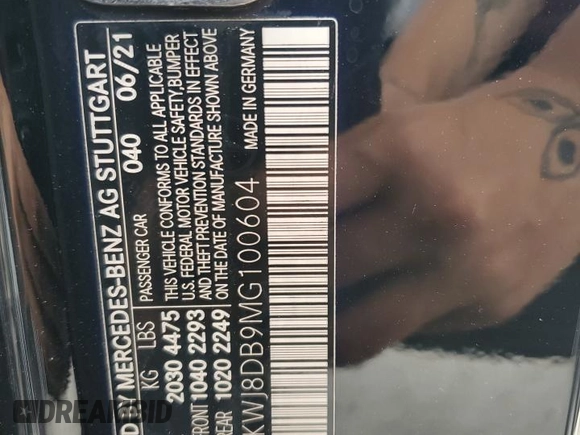 D BY MERCEDES-BENZ AG STUTTGART
040 06/21
KG LBS PASSENGER CAR
2030 4475
FRONT 1040 2293
REAR 1020 2249
THIS VEHICLE CONFORMS TO ALL APPLICABLE
U.S. FEDERAL MOTOR VEHICLE SAFETY, BUMPER
AND THEFT PREVENTION STANDARDS IN EFFECT
ON THE DATE OF MANUFACTURE SHOWN ABOVE
KWJ8DB9MG100604
MADE IN GERMANY
DREAMBID